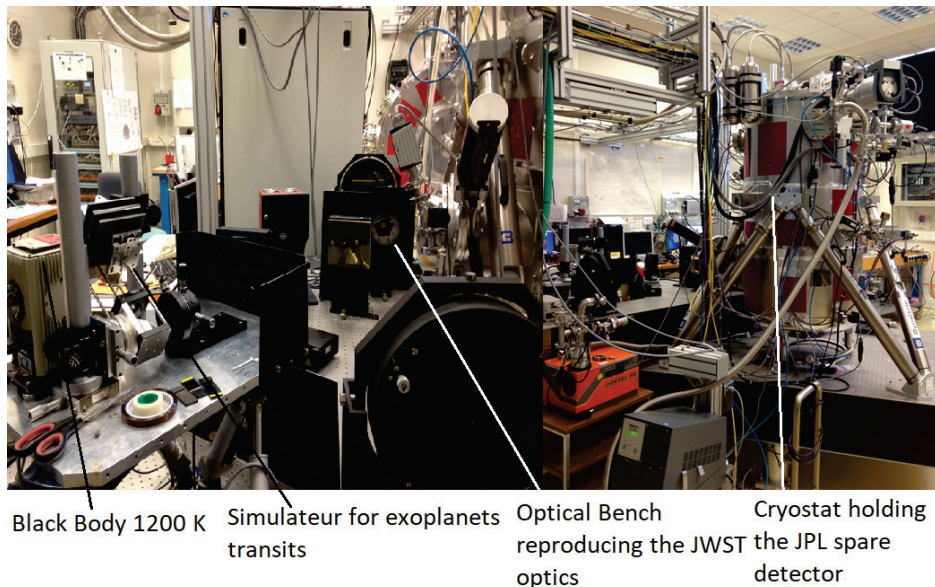 3
Black Body 1200 K
Simulateur for exoplanets
transits
Optical Bench
reproducing the JWST
optics
Cryostat holding
the JPL spare
detector